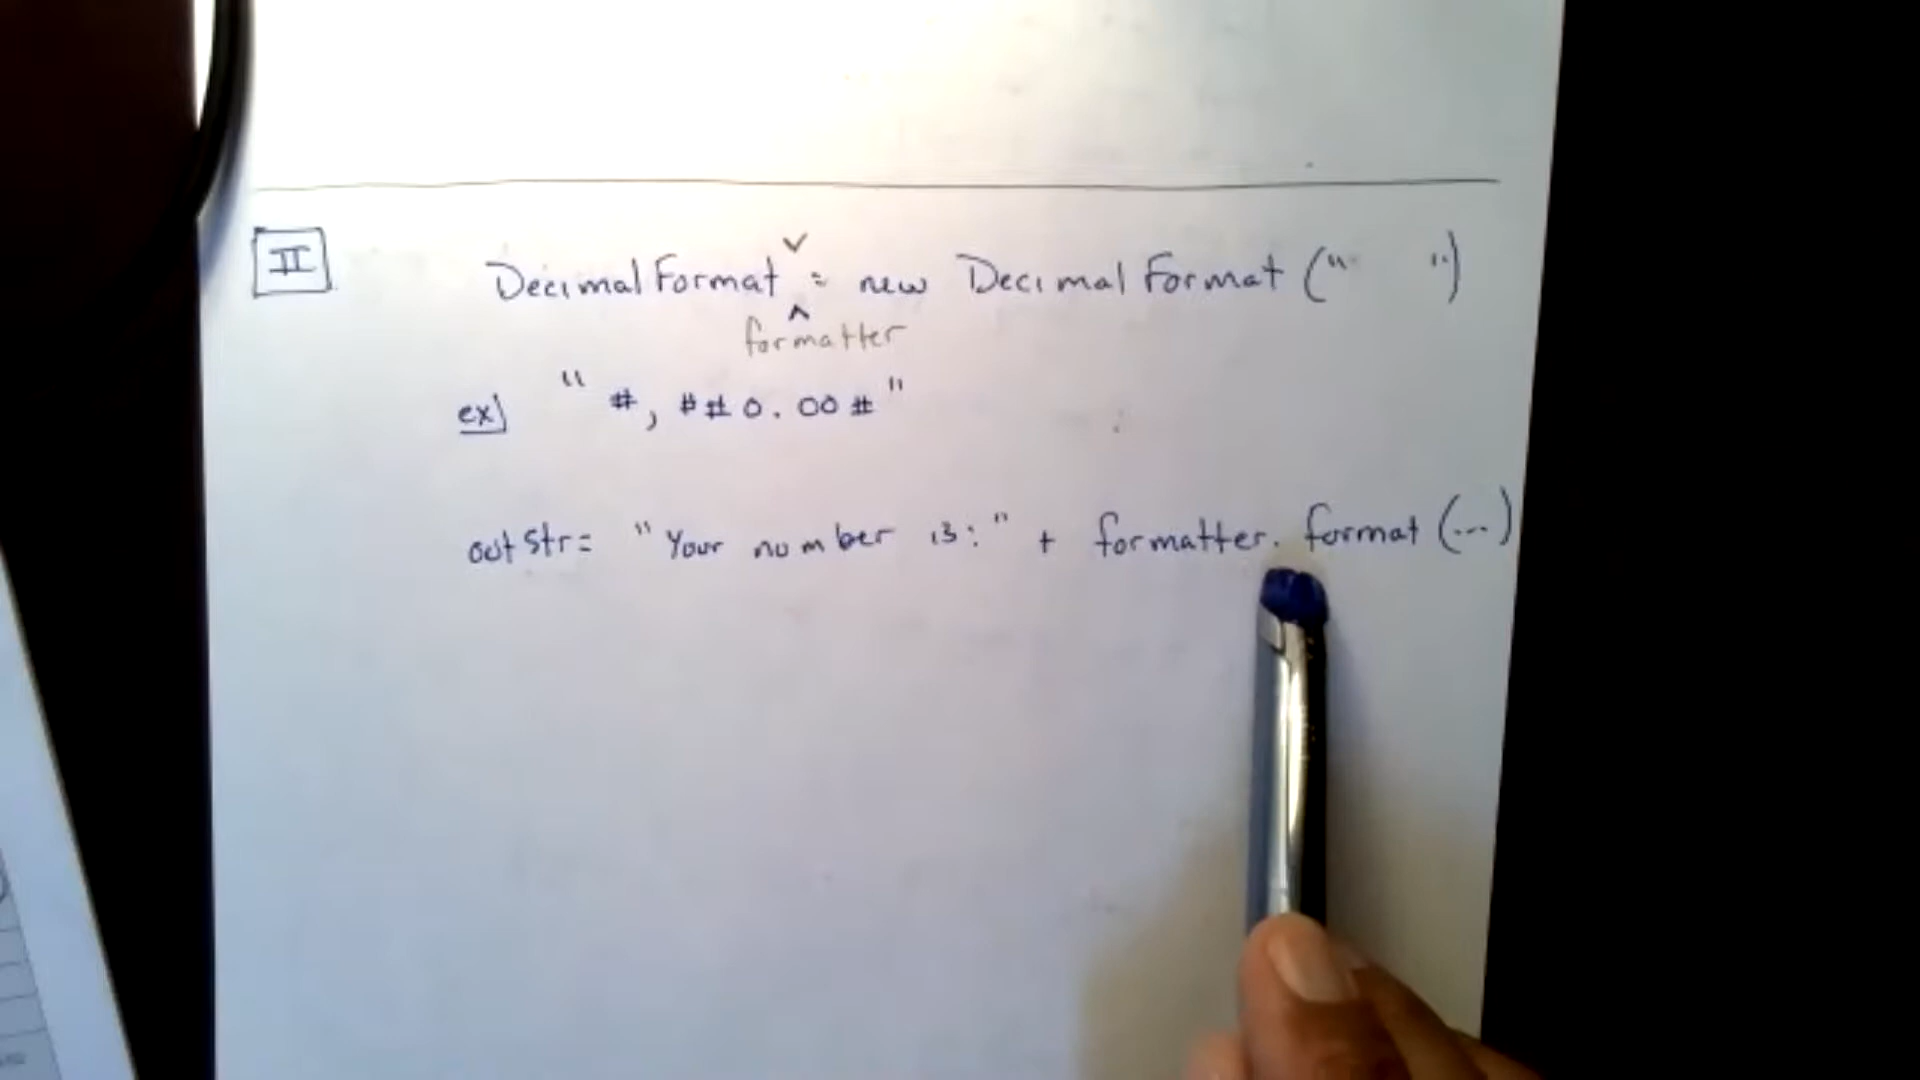 II DecimalFormat = new DecimalFormat ("    ")
formatter
ex) "#,##0.00#"
outStr= "Your number is:" + formatter.format(...)